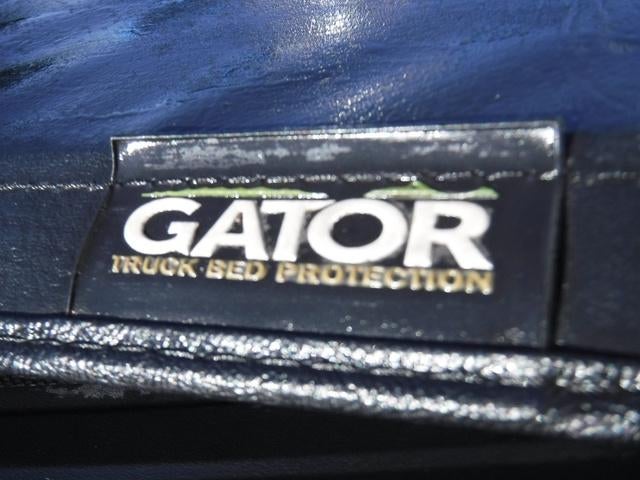 GATOR
TRUCK BED PROTECTION